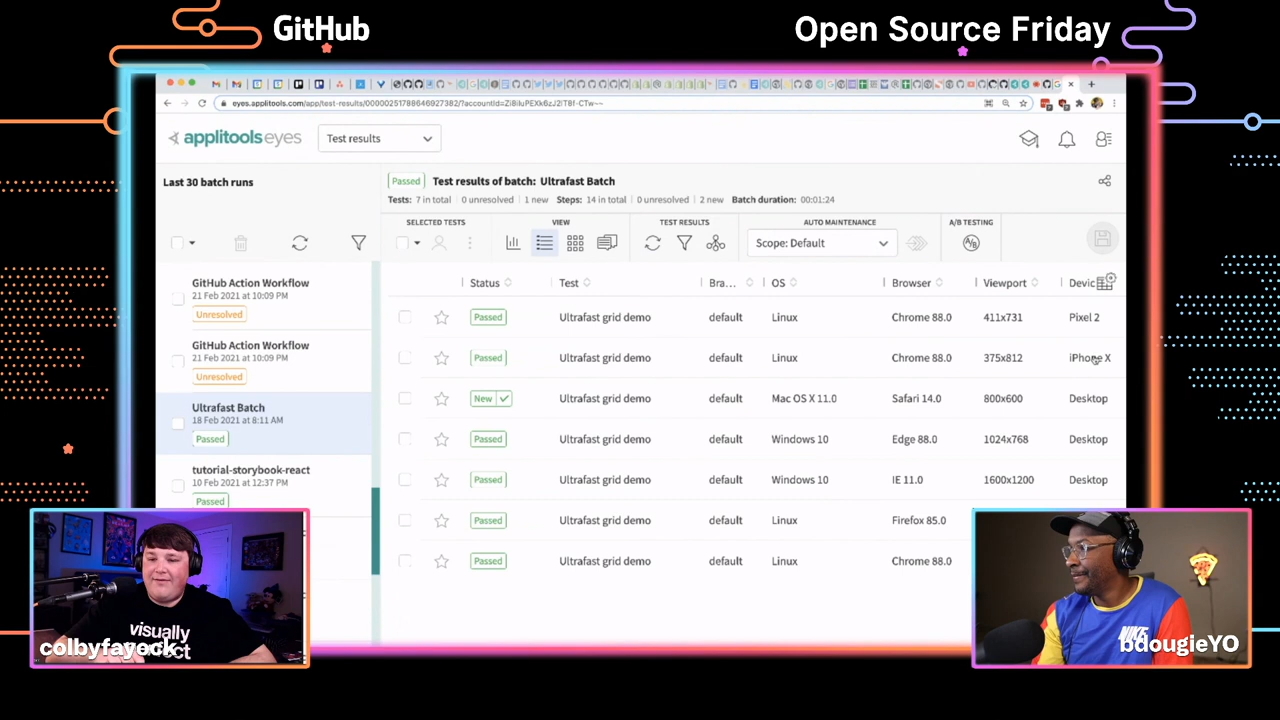 GitHub
Open Source Friday
eyes.applitools.com/app/test-results/
applitools eyes
Test results
Last 30 batch runs
Passed Test results of batch: Ultrafast Batch
Tests: 7 in total | 0 unresolved | 1 new Steps: 14 in total | 0 unresolved | 2 new Batch duration: 00:01:24
SELECTED TESTS VIEW TEST RESULTS AUTO MAINTENANCE A/B TESTING
Scope: Default
A/B
GitHub Action Workflow
21 Feb 2021 at 10:09 PM
Unresolved
GitHub Action Workflow
21 Feb 2021 at 10:09 PM
Unresolved
Ultrafast Batch
18 Feb 2021 at 8:11 AM
Passed
tutorial-storybook-react
10 Feb 2021 at 12:37 PM
Passed
Status Test Bra... OS Browser Viewport Devic
Passed Ultrafast grid demo default Linux Chrome 88.0 411x731 Pixel 2
Passed Ultrafast grid demo default Linux Chrome 88.0 375x812 iPhone X
New Ultrafast grid demo default Mac OS X 11.0 Safari 14.0 800x600 Desktop
Passed Ultrafast grid demo default Windows 10 Edge 88.0 1024x768 Desktop
Passed Ultrafast grid demo default Windows 10 IE 11.0 1600x1200 Desktop
Passed Ultrafast grid demo default Linux Firefox 85.0
Passed Ultrafast grid demo default Linux Chrome 88.0
visually
colbyfayock
NIKE
bdougieYO